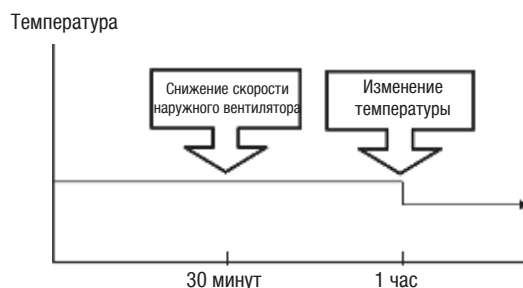 Температура
Снижение скорости
наружного вентилятора
Изменение
температуры
30 минут
1 час